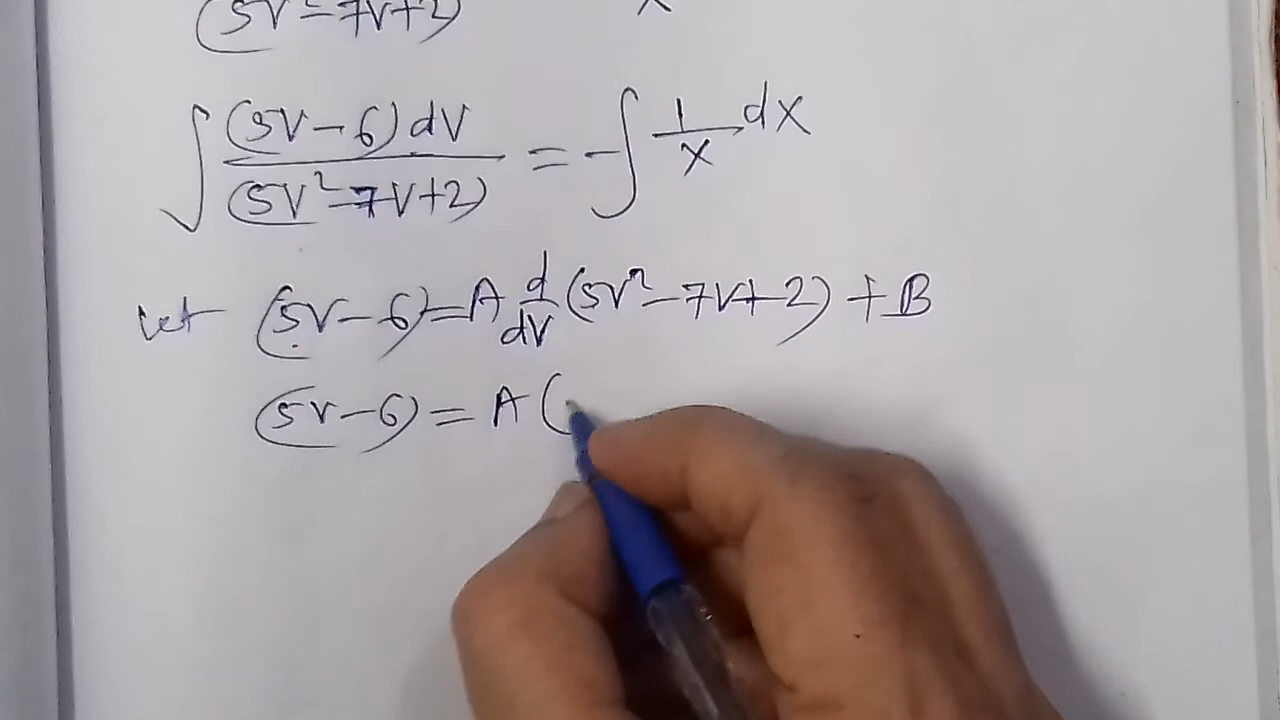 (5V²-7V+2) x
∫ (5V-6)dV / (5V²-7V+2) = -∫ 1/x dx
let (5V-6)=A d/dV (5V²-7V+2)+B
(5V-6) = A (